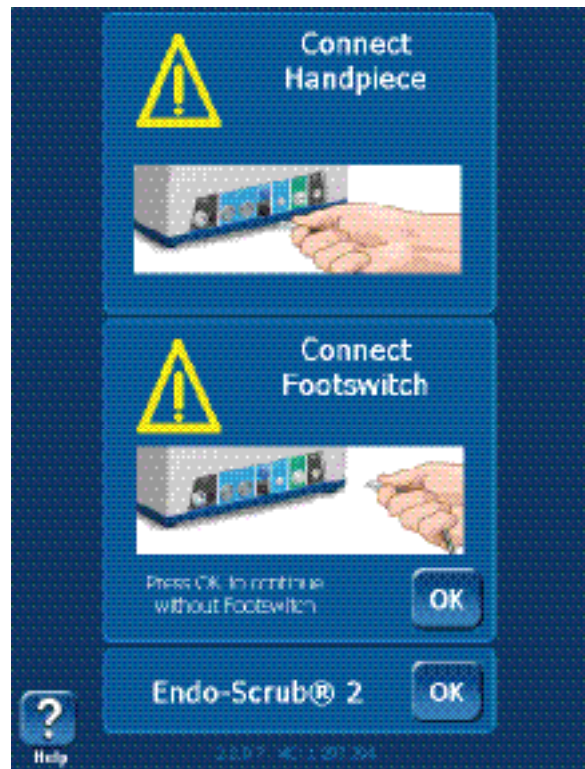 Connect
Handpiece
Connect
Footswitch
Press OK to continue
without Footswitch
OK
Endo-Scrub® 2
OK
?
Help